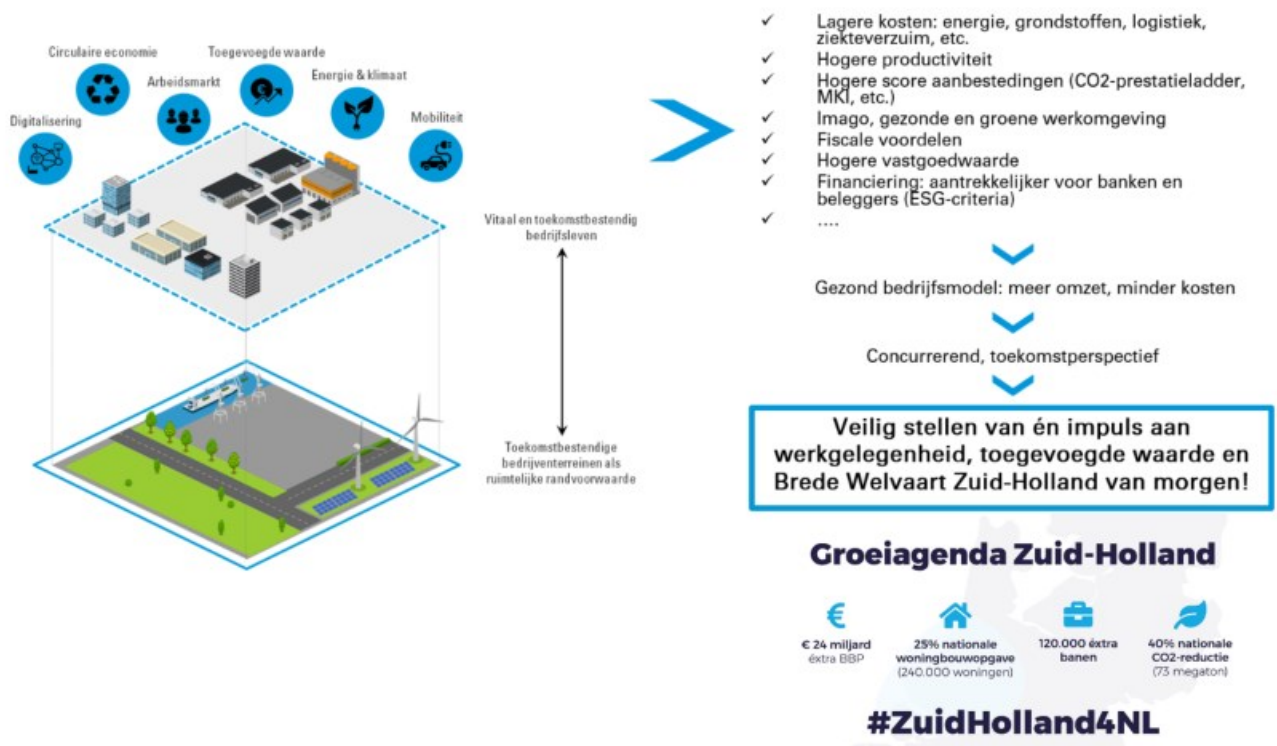 Circulaire economie
Toegevoegde waarde
Arbeidsmarkt
Energie & klimaat
Digitalisering
Mobiliteit
Vitaal en toekomstbestendig
bedrijfsleven
Toekomstbestendige
bedrijventerreinen als
ruimtelijke randvoorwaarde
✓ Lagere kosten: energie, grondstoffen, logistiek,
ziekteverzuim, etc.
✓ Hogere productiviteit
✓ Hogere score aanbestedingen (CO2-prestatieladder,
MKI, etc.)
✓ Imago, gezonde en groene werkomgeving
✓ Fiscale voordelen
✓ Hogere vastgoedwaarde
✓ Financiering: aantrekkelijker voor banken en
beleggers (ESG-criteria)
✓ ....
Gezond bedrijfsmodel: meer omzet, minder kosten
Concurrerend, toekomstperspectief
Veilig stellen van én impuls aan
werkgelegenheid, toegevoegde waarde en
Brede Welvaart Zuid-Holland van morgen!
Groeiagenda Zuid-Holland
€
€ 24 miljard
éxtra BBP
25% nationale
woningbouwopgave
(240.000 woningen)
120.000 éxtra
banen
40% nationale
CO2-reductie
(73 megaton)
#ZuidHolland4NL